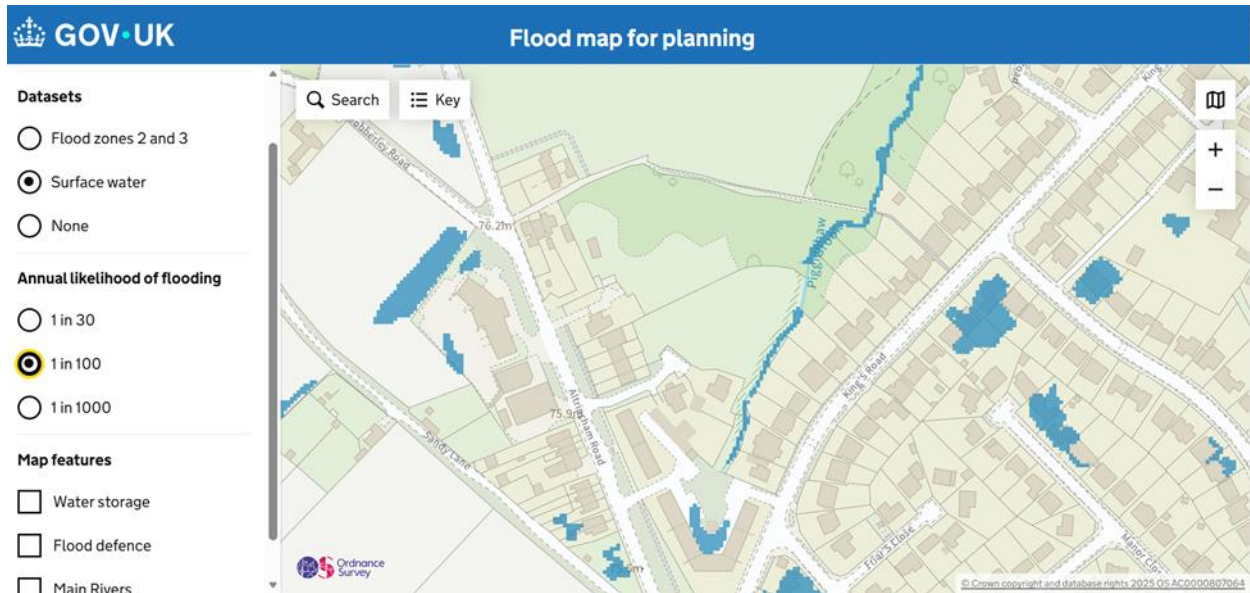 GOV·UK
Flood map for planning
Datasets
Flood zones 2 and 3
Surface water
None
Annual likelihood of flooding
1 in 30
1 in 100
1 in 1000
Map features
Water storage
Flood defence
Main Rivers
Search
Key
+
−
76.2m
King's Road
Altrincham Road
Sandy Lane
Friar's Close
Manor Clo
Ordnance
Survey
© Crown copyright and database rights 2025 OS AC0000807064